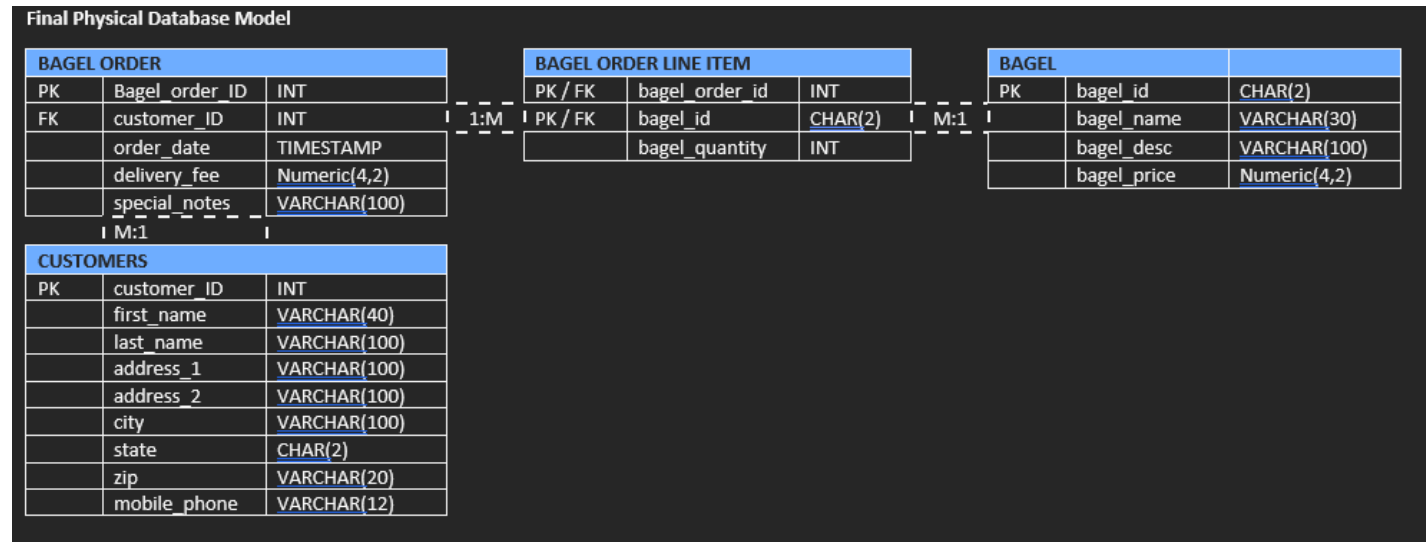 Final Physical Database Model
BAGEL ORDER
PK Bagel_order_ID INT
FK customer_ID INT
order_date TIMESTAMP
delivery_fee Numeric(4,2)
special_notes VARCHAR(100)
1:M
BAGEL ORDER LINE ITEM
PK / FK bagel_order_id INT
PK / FK bagel_id CHAR(2)
bagel_quantity INT
M:1
BAGEL
PK bagel_id CHAR(2)
bagel_name VARCHAR(30)
bagel_desc VARCHAR(100)
bagel_price Numeric(4,2)
M:1
CUSTOMERS
PK customer_ID INT
first_name VARCHAR(40)
last_name VARCHAR(100)
address_1 VARCHAR(100)
address_2 VARCHAR(100)
city VARCHAR(100)
state CHAR(2)
zip VARCHAR(20)
mobile_phone VARCHAR(12)